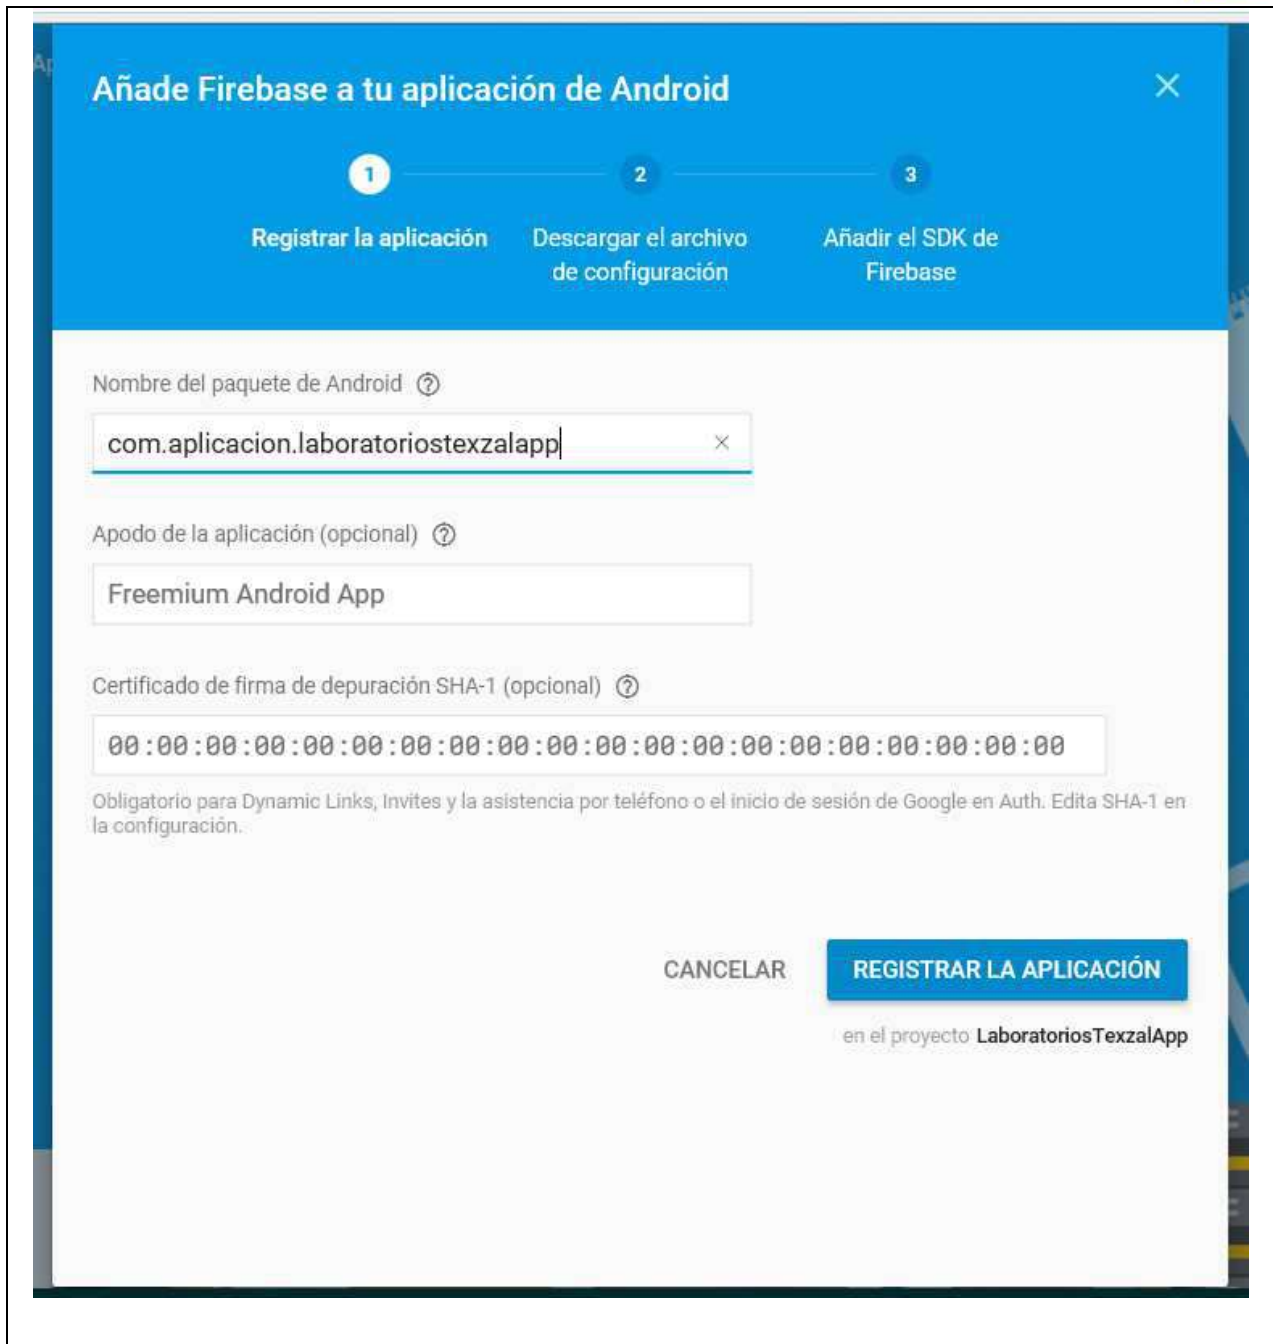 Ap
Añade Firebase a tu aplicación de Android
1
2
3
Registrar la aplicación
Descargar el archivo
de configuración
Añadir el SDK de
Firebase
Nombre del paquete de Android
com.aplicacion.laboratoriostexzalapp
Apodo de la aplicación (opcional)
Freemium Android App
Certificado de firma de depuración SHA-1 (opcional)
00:00:00:00:00:00:00:00:00:00:00:00:00:00:00:00:00:00:00:00
Obligatorio para Dynamic Links, Invites y la asistencia por teléfono o el inicio de sesión de Google en Auth. Edita SHA-1 en
la configuración.
CANCELAR
REGISTRAR LA APLICACIÓN
en el proyecto LaboratoriosTexzalApp